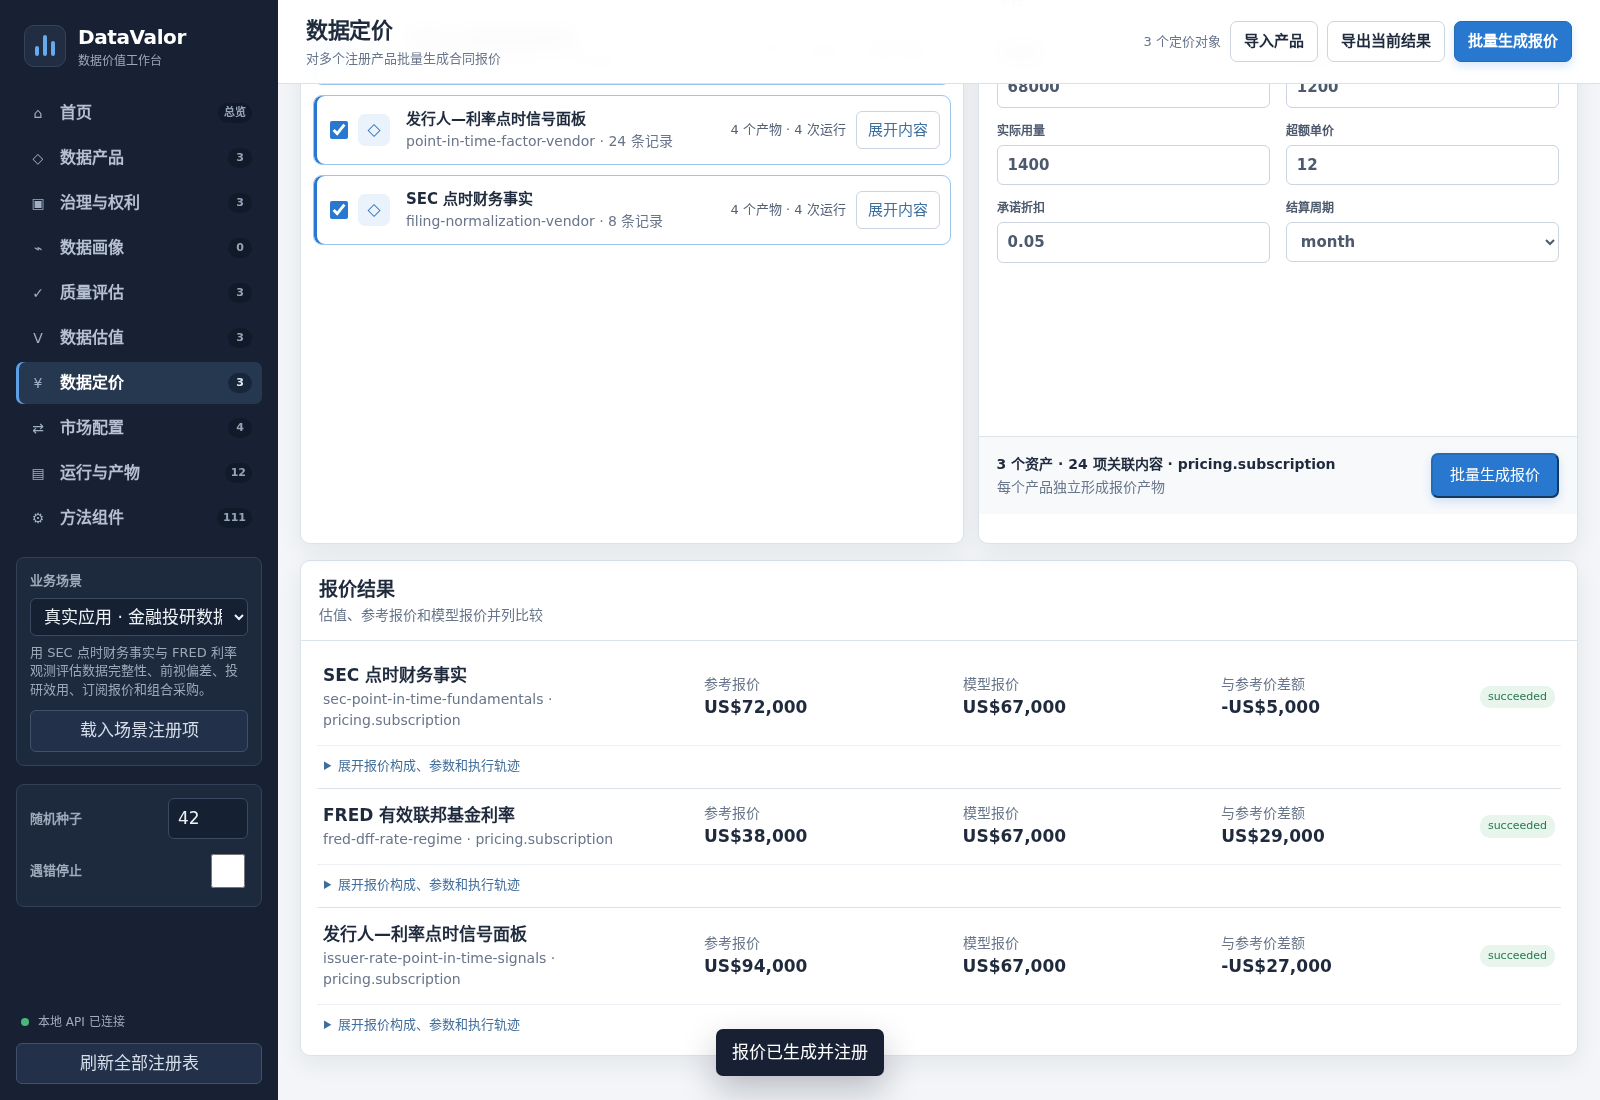 DataValor
数据价值工作台
首页
总览
数据产品
3
治理与权利
3
数据画像
0
质量评估
3
数据估值
3
¥ 数据定价
3
市场配置
4
运行与产物
12
方法组件
111
业务场景
真实应用 · 金融投研数据
用 SEC 点时财务事实与 FRED 利率
观测评估数据完整性、前视偏差、投
研效用、订阅报价和组合采购。
载入场景注册项
随机种子
42
遇错停止
本地 API 已连接
刷新全部注册表
数据定价
对多个注册产品批量生成合同报价
3 个定价对象
导入产品
导出当前结果
批量生成报价
发行人—利率点时信号面板
point-in-time-factor-vendor · 24 条记录
4 个产物 · 4 次运行
展开内容
SEC 点时财务事实
filing-normalization-vendor · 8 条记录
4 个产物 · 4 次运行
展开内容
68000
1200
实际用量
超额单价
1400
12
承诺折扣
结算周期
0.05
month
3 个资产 · 24 项关联内容 · pricing.subscription
每个产品独立形成报价产物
批量生成报价
报价结果
估值、参考报价和模型报价并列比较
SEC 点时财务事实
sec-point-in-time-fundamentals ·
pricing.subscription
参考报价
US$72,000
模型报价
US$67,000
与参考价差额
-US$5,000
succeeded
展开报价构成、参数和执行轨迹
FRED 有效联邦基金利率
fred-dff-rate-regime · pricing.subscription
参考报价
US$38,000
模型报价
US$67,000
与参考价差额
US$29,000
succeeded
展开报价构成、参数和执行轨迹
发行人—利率点时信号面板
issuer-rate-point-in-time-signals ·
pricing.subscription
参考报价
US$94,000
模型报价
US$67,000
与参考价差额
-US$27,000
succeeded
展开报价构成、参数和执行轨迹
报价已生成并注册